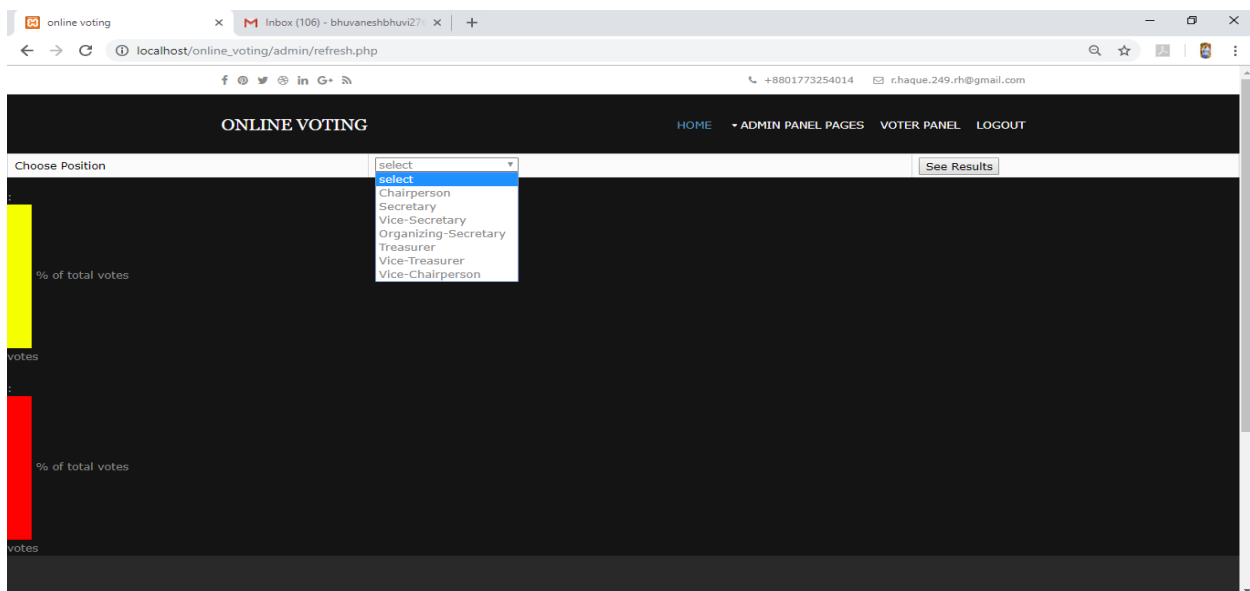 online voting
Inbox (106) - bhuvaneshbhuvi27
localhost/online_voting/admin/refresh.php
+8801773254014 r.haque.249.rh@gmail.com
ONLINE VOTING HOME ADMIN PANEL PAGES VOTER PANEL LOGOUT
Choose Position select See Results
select
Chairperson
Secretary
Vice-Secretary
Organizing-Secretary
Treasurer
Vice-Treasurer
Vice-Chairperson
:
% of total votes
votes
:
% of total votes
votes